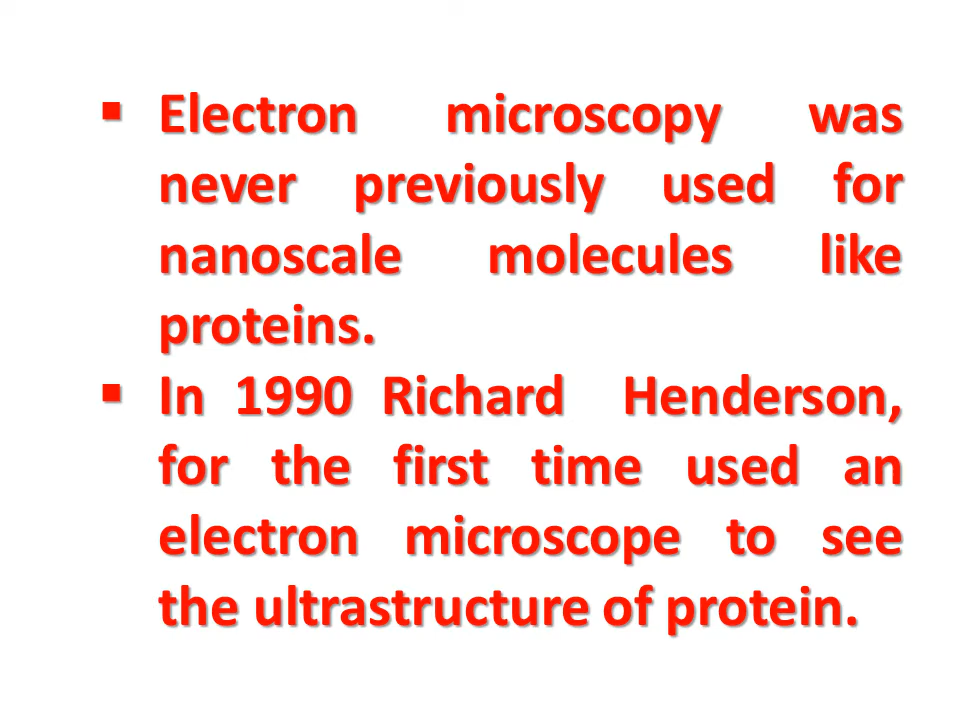 ▪ Electron microscopy was
never previously used for
nanoscale molecules like
proteins.
▪ In 1990 Richard Henderson,
for the first time used an
electron microscope to see
the ultrastructure of protein.